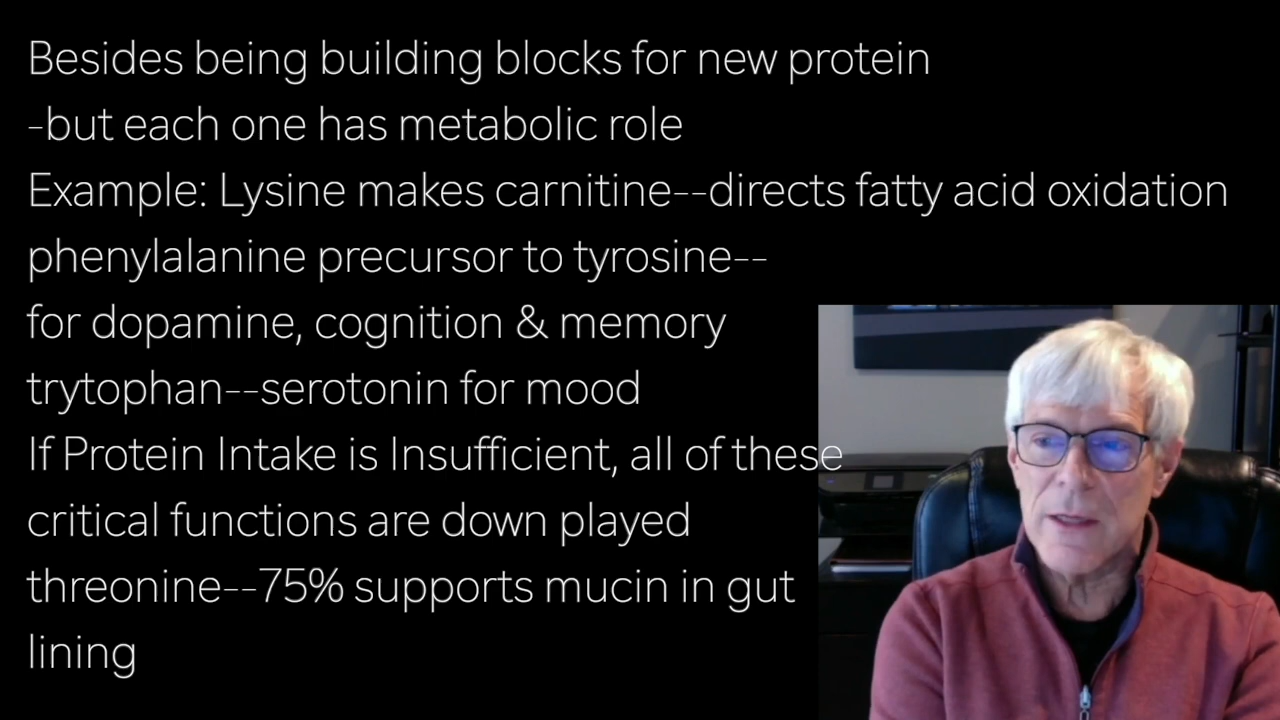 Besides being building blocks for new protein
-but each one has metabolic role
Example: Lysine makes carnitine--directs fatty acid oxidation
phenylalanine precursor to tyrosine--
for dopamine, cognition & memory
trytophan--serotonin for mood
If Protein Intake is Insufficient, all of these
critical functions are down played
threonine--75% supports mucin in gut
lining